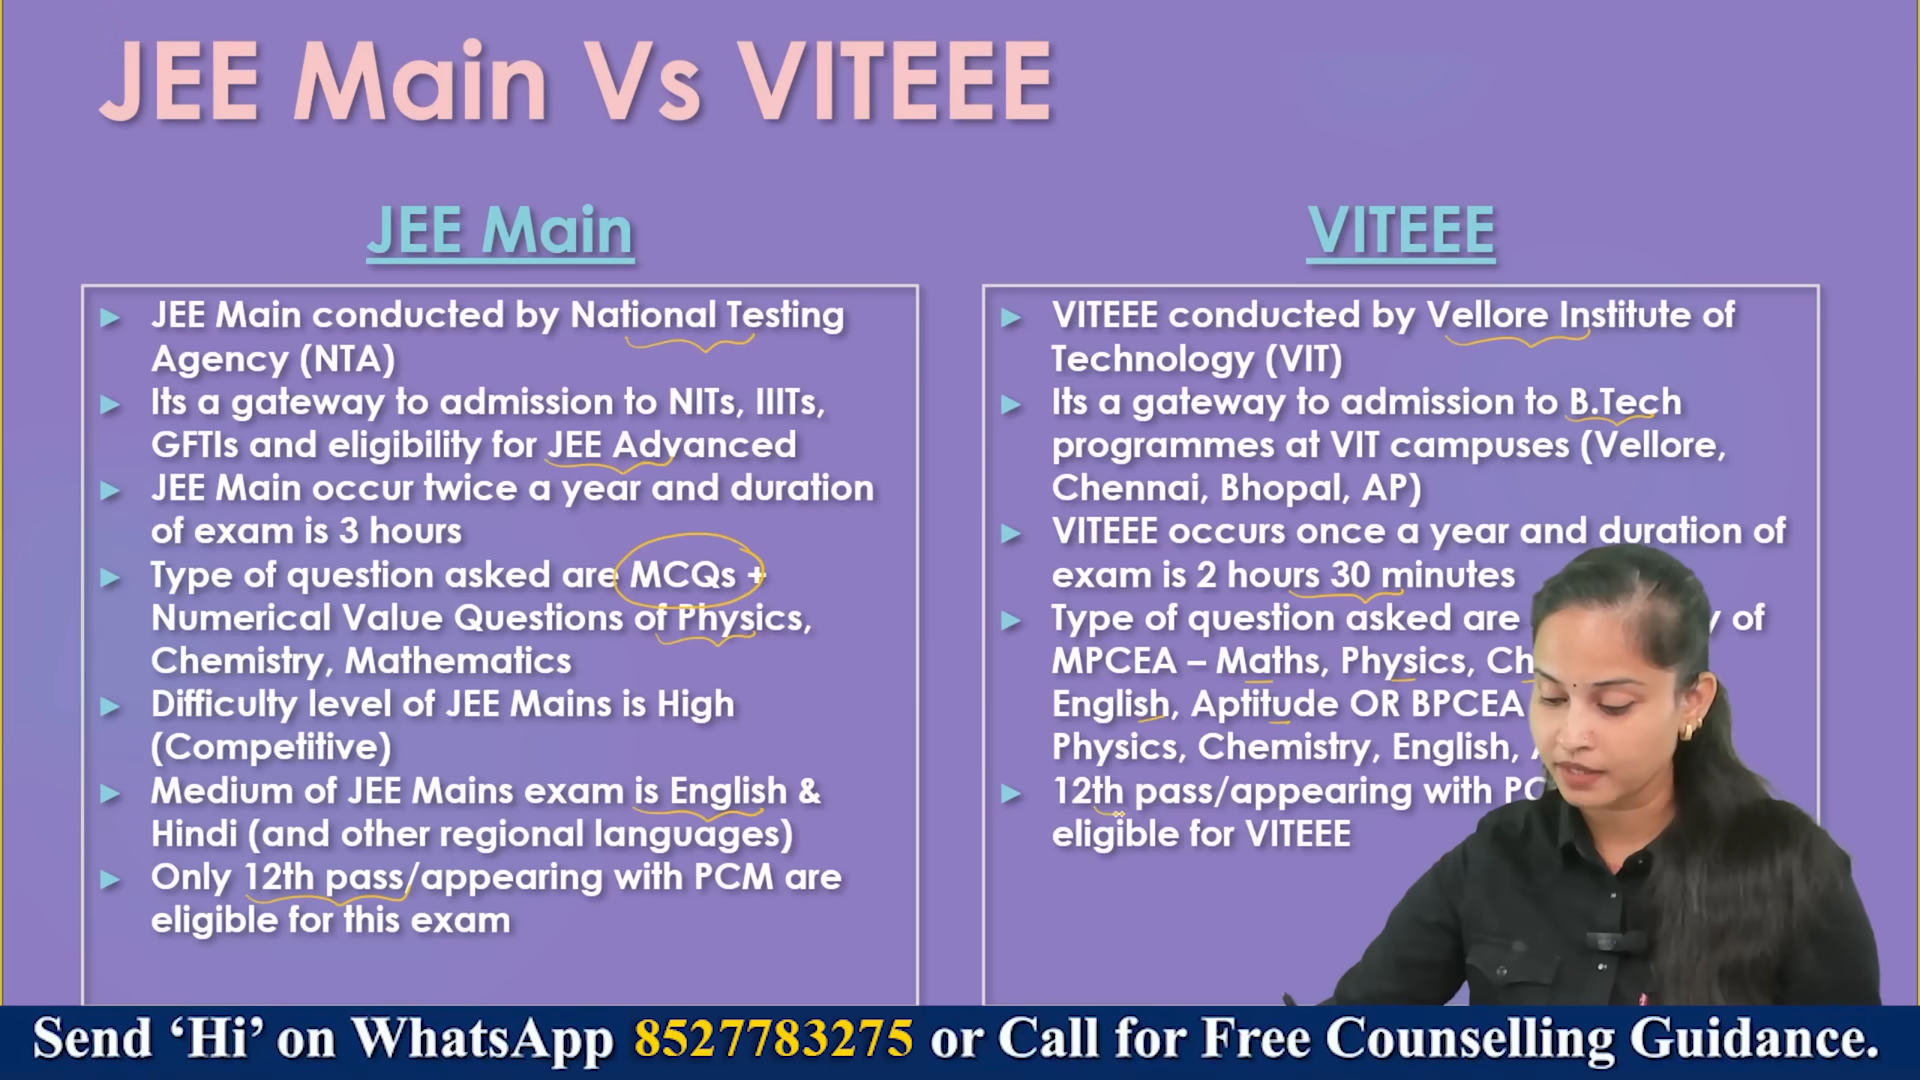 JEE Main Vs VITEEE
JEE Main
JEE Main conducted by National Testing
Agency (NTA)
Its a gateway to admission to NITs, IIITs,
GFTIs and eligibility for JEE Advanced
JEE Main occur twice a year and duration
of exam is 3 hours
Type of question asked are MCQs +
Numerical Value Questions of Physics,
Chemistry, Mathematics
Difficulty level of JEE Mains is High
(Competitive)
Medium of JEE Mains exam is English &
Hindi (and other regional languages)
Only 12th pass/appearing with PCM are
eligible for this exam
VITEEE
VITEEE conducted by Vellore Institute of
Technology (VIT)
Its a gateway to admission to B.Tech
programmes at VIT campuses (Vellore,
Chennai, Bhopal, AP)
VITEEE occurs once a year and duration of
exam is 2 hours 30 minutes
Type of question asked are of
MPCEA – Maths, Physics,
English, Aptitude OR BPCEA
Physics, Chemistry, English,
12th pass/appearing with
eligible for VITEEE
Send ‘Hi’ on WhatsApp 8527783275 or Call for Free Counselling Guidance.